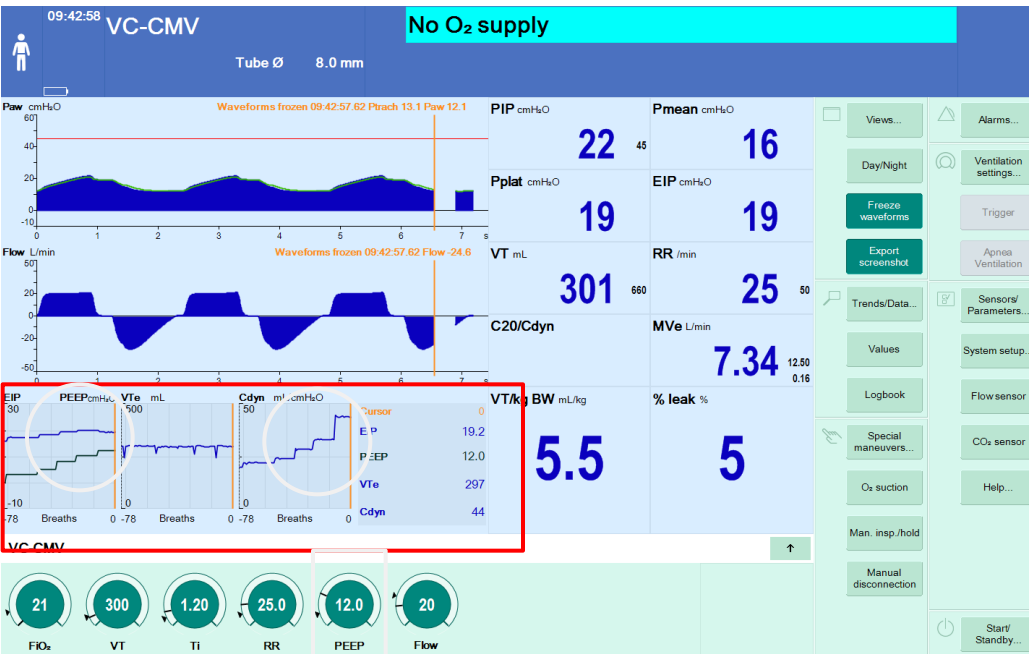 09:42:58 VC-CMV
No O₂ supply
Tube Ø 8.0 mm
Paw cmH₂O
Waveforms frozen 09:42:57.62 Ptrach 13.1 Paw 12.1
60
40
20
0
-10
0 1 2 3 4 5 6 7 s
Flow L/min
Waveforms frozen 09:42:57.62 Flow -24.6
60
20
0
-20
-50
0 1 2 3 4 5 6 7 s
EIP PEEP cmH₂O
30
-10
-78 Breaths 0
VTe mL
500
0
-78 Breaths 0
Cdyn mL/cmH₂O
50
0
-78 Breaths 0
Cursor 0
EIP 19.2
PEEP 12.0
VTe 297
Cdyn 44
PIP cmH₂O
22 45
Pmean cmH₂O
16
Pplat cmH₂O
19
EIP cmH₂O
19
VT mL
301 660
RR /min
25 50
C20/Cdyn
MVe L/min
7.34 12.50
0.16
VT/kg BW mL/kg
5.5
% leak %
5
VC-CMV
↑
21
FiO₂
300
VT
1.20
Ti
25.0
RR
12.0
PEEP
20
Flow
Views...
Day/Night
Freeze
waveforms
Export
screenshot
Trends/Data...
Values
Logbook
Special
maneuvers...
O₂ suction
Man. insp./hold
Manual
disconnection
Alarms...
Ventilation
settings...
Trigger
Apnea
Ventilation
Sensors/
Parameters...
System setup...
Flow sensor
CO₂ sensor
Help...
Start/
Standby...